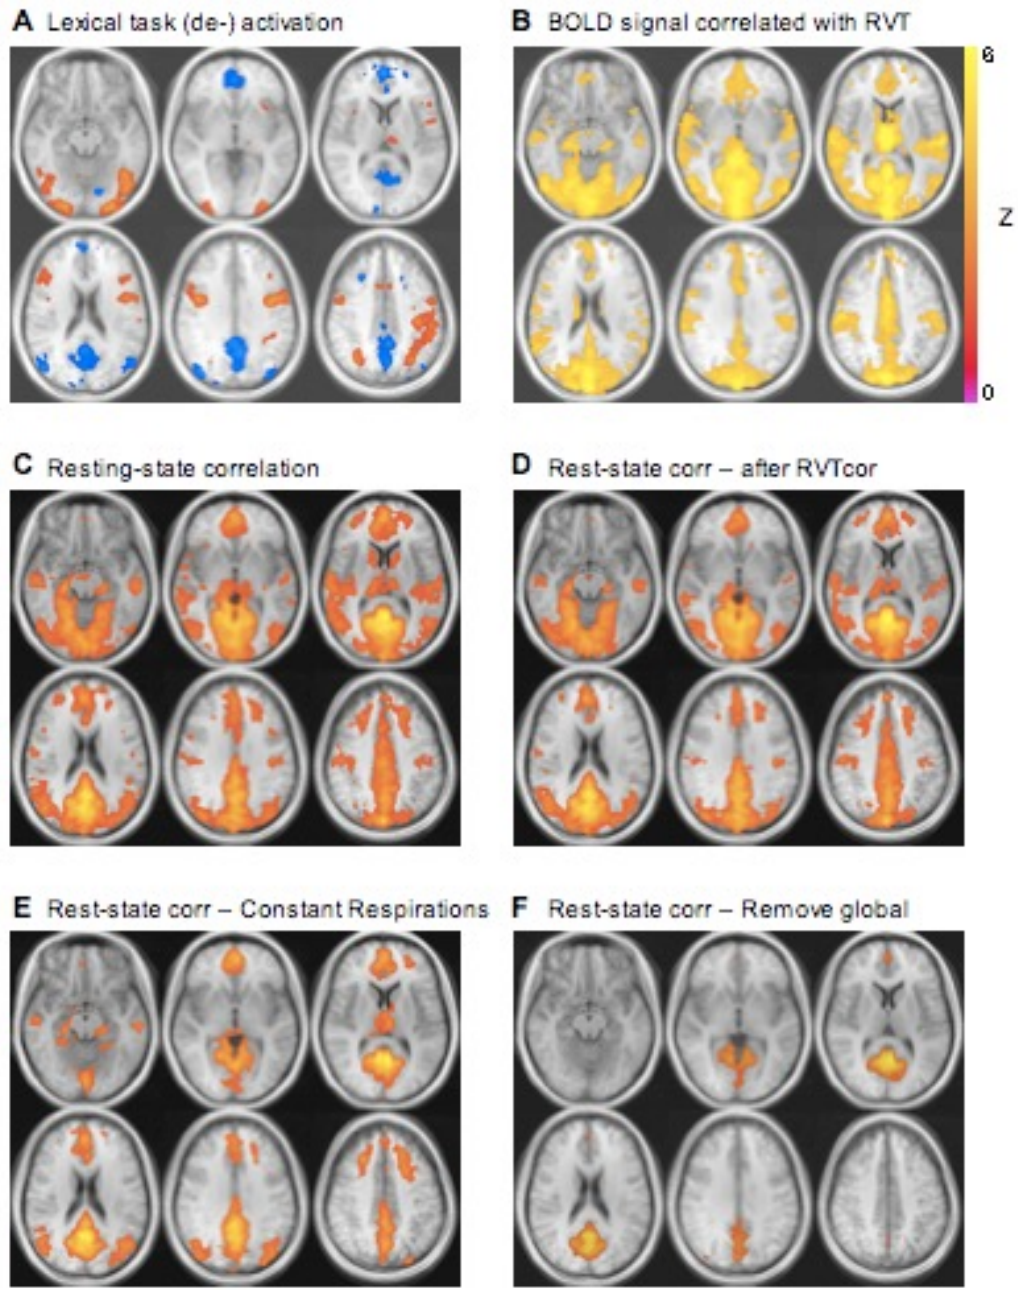 A Lexical task (de-) activation
B BOLD signal correlated with RVT
6
Z
0
C Resting-state correlation
D Rest-state corr – after RVTcor
E Rest-state corr – Constant Respirations
F Rest-state corr – Remove global